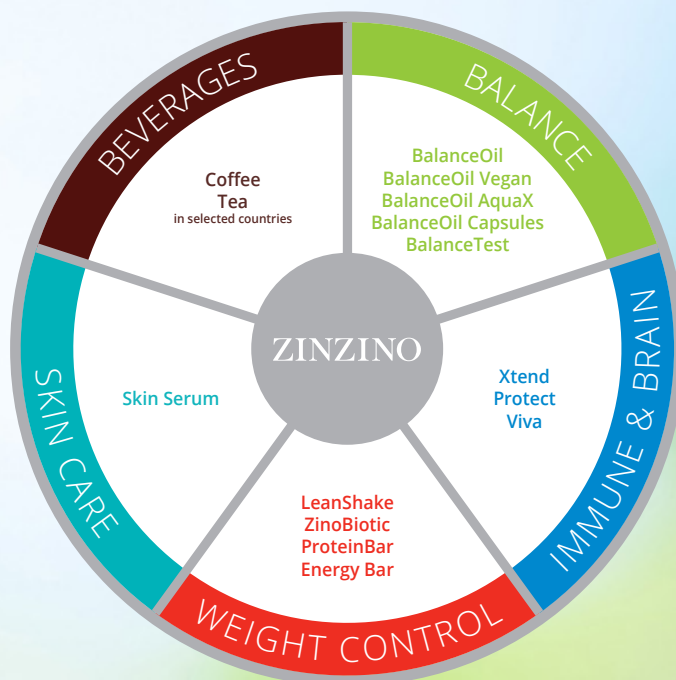 BEVERAGES
Coffee
Tea
in selected countries
BALANCE
BalanceOil
BalanceOil Vegan
BalanceOil AquaX
BalanceOil Capsules
BalanceTest
ZINZINO
IMMUNE & BRAIN
Xtend
Protect
Viva
WEIGHT CONTROL
LeanShake
ZinoBiotic
ProteinBar
Energy Bar
SKIN CARE
Skin Serum